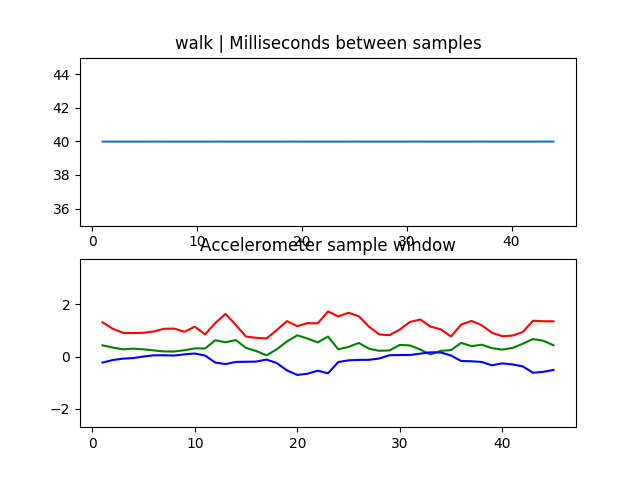 walk | Milliseconds between samples
44
42
40
38
36
0 10 20 30 40
Accelerometer sample window
2
0
−2
0 10 20 30 40